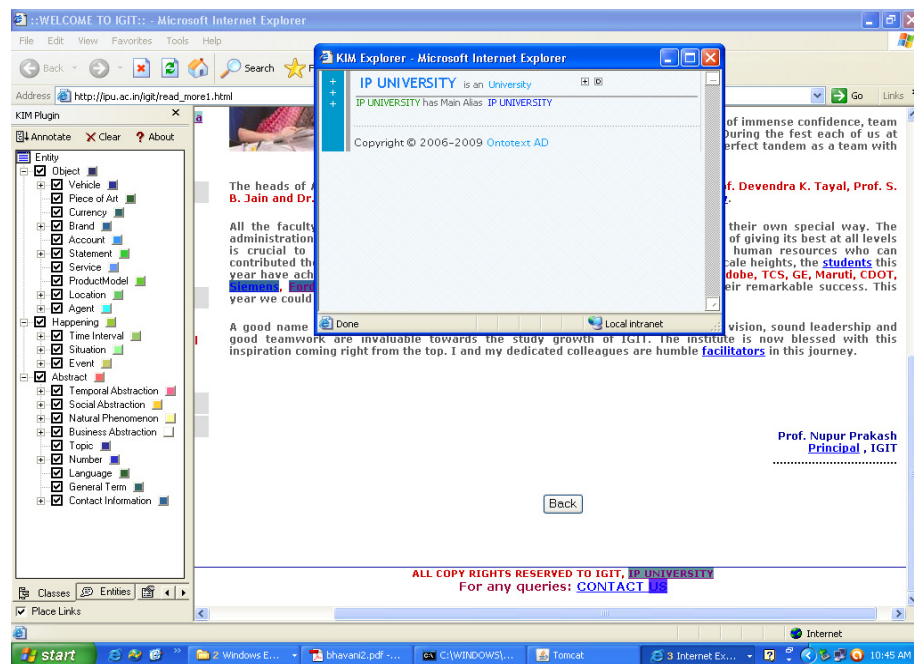 ::WELCOME TO IGIT:: - Microsoft Internet Explorer
File Edit View Favorites Tools Help
Back Search F
Address http://ipu.ac.in/igit/read_more1.html Go Links
KIM Plugin
Annotate Clear ? About
Entity
Object
Vehicle
Piece of Art
Currency
Brand
Account
Statement
Service
ProductModel
Location
Agent
Happening
Time Interval
Situation
Event
Abstract
Temporal Abstraction
Social Abstraction
Natural Phenomenon
Business Abstraction
Topic
Number
Language
General Term
Contact Information
Classes Entities
Place Links
KIM Explorer - Microsoft Internet Explorer
IP UNIVERSITY is an University
IP UNIVERSITY has Main Alias IP UNIVERSITY
Copyright © 2006-2009 Ontotext AD
Done Local intranet
of immense confidence, team
During the fest each of us at
erfect tandem as a team with
The heads of f. Devendra K. Tayal, Prof. S.
B. Jain and Dr.
All the faculty their own special way. The
administration of giving its best at all levels
is crucial to human resources who can
contributed the cale heights, the students this
year have ach dobe, TCS, GE, Maruti, CDOT,
Siemens, Ford eir remarkable success. This
year we could
A good name vision, sound leadership and
good teamwork are invaluable towards the study growth of IGIT. The institute is now blessed with this
inspiration coming right from the top. I and my dedicated colleagues are humble facilitators in this journey.
Prof. Nupur Prakash
Principal , IGIT
Back
ALL COPY RIGHTS RESERVED TO IGIT, IP UNIVERSITY
For any queries: CONTACT US
Internet
start 2 Windows E... bhavani2.pdf -... C:\WINDOWS\... Tomcat 3 Internet Ex... 10:45 AM